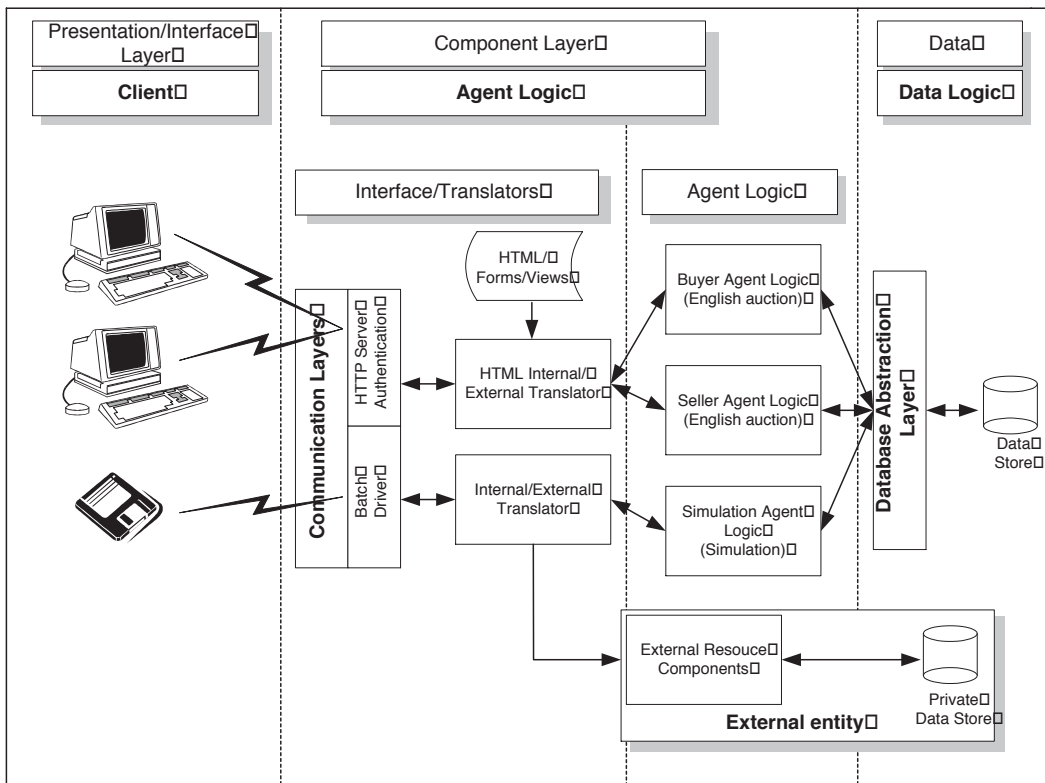 Presentation/Interface
Layer
Client
Component Layer
Agent Logic
Data
Data Logic
Interface/Translators
Agent Logic
HTML/
Forms/Views
Communication Layers
HTTP Server
Authentication
Batch
Driver
HTML Internal/
External Translator
Internal/External
Translator
Buyer Agent Logic
(English auction)
Seller Agent Logic
(English auction)
Simulation Agent
Logic
(Simulation)
Database Abstraction
Layer
Data
Store
External Resouce
Components
Private
Data Store
External entity